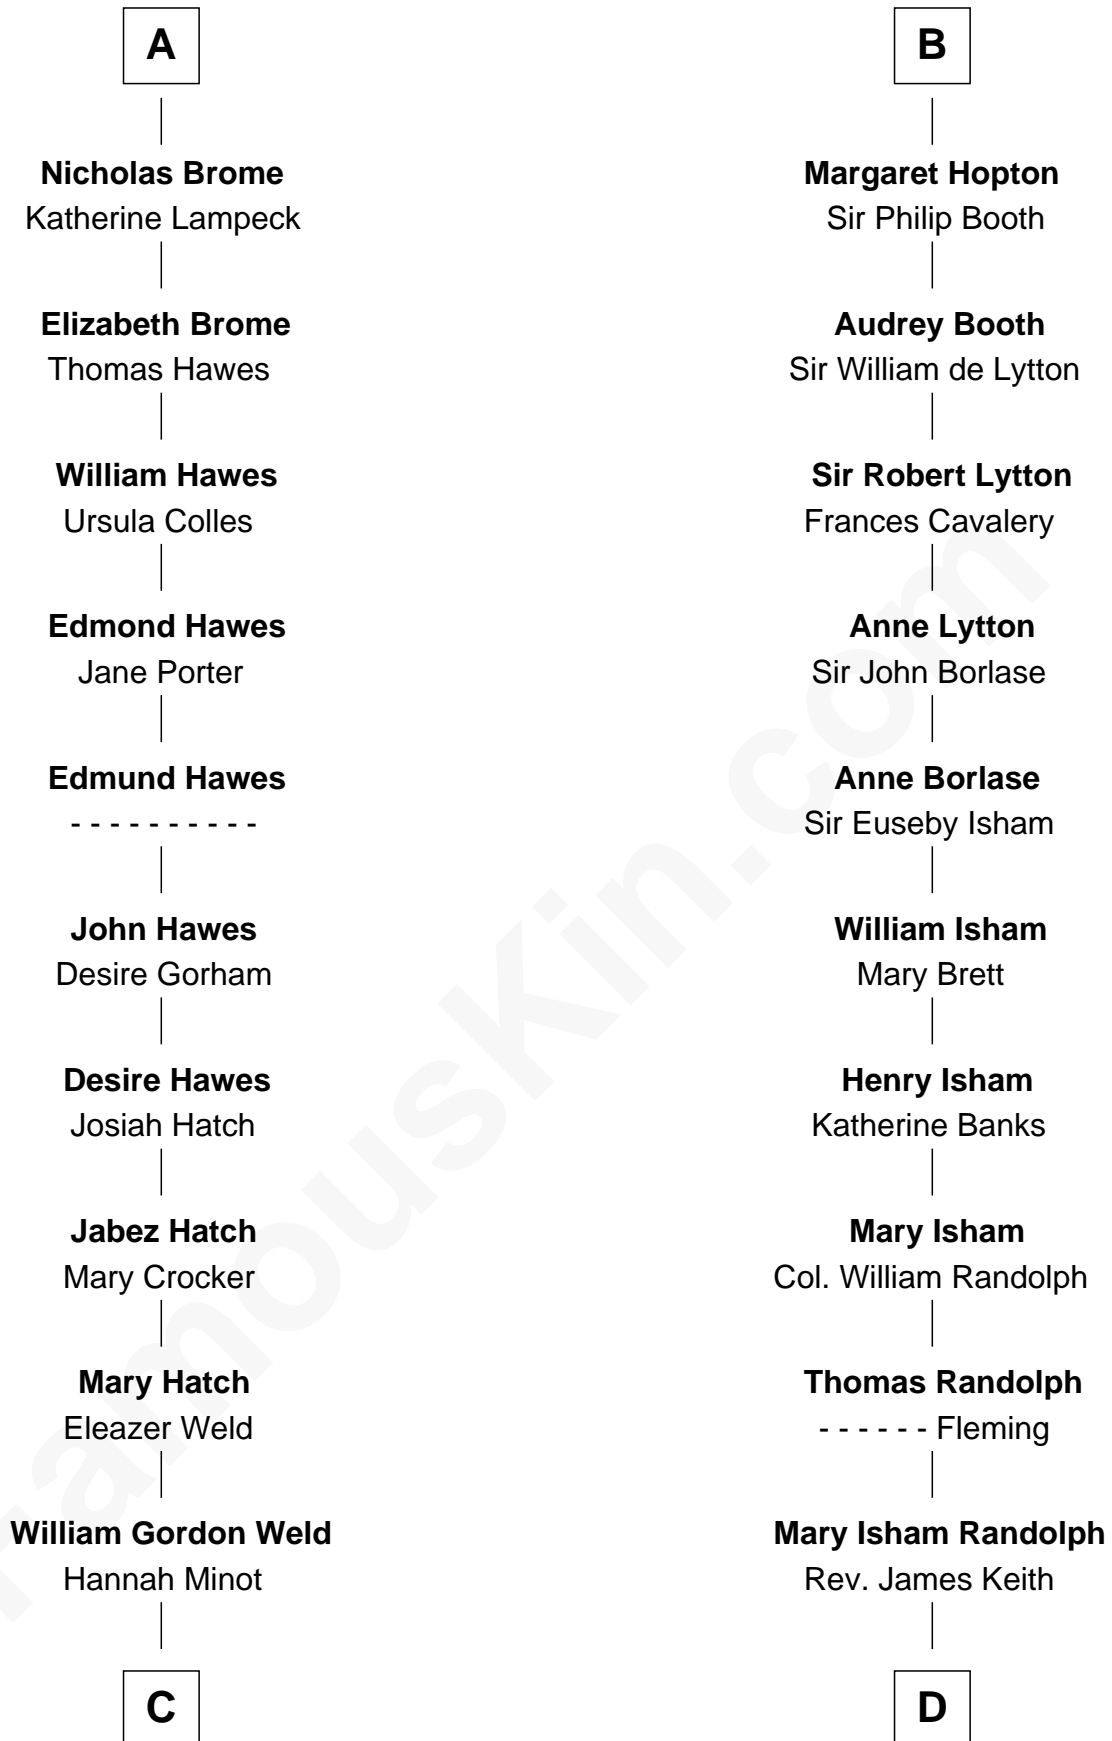 A
Nicholas Brome
Katherine Lampeck
Elizabeth Brome
Thomas Hawes
William Hawes
Ursula Colles
Edmond Hawes
Jane Porter
Edmund Hawes
- - - - - - - - - -
John Hawes
Desire Gorham
Desire Hawes
Josiah Hatch
Jabez Hatch
Mary Crocker
Mary Hatch
Eleazer Weld
William Gordon Weld
Hannah Minot
C
B
Margaret Hopton
Sir Philip Booth
Audrey Booth
Sir William de Lytton
Sir Robert Lytton
Frances Cavalery
Anne Lytton
Sir John Borlase
Anne Borlase
Sir Euseby Isham
William Isham
Mary Brett
Henry Isham
Katherine Banks
Mary Isham
Col. William Randolph
Thomas Randolph
- - - - - - Fleming
Mary Isham Randolph
Rev. James Keith
D
FamousKin.com